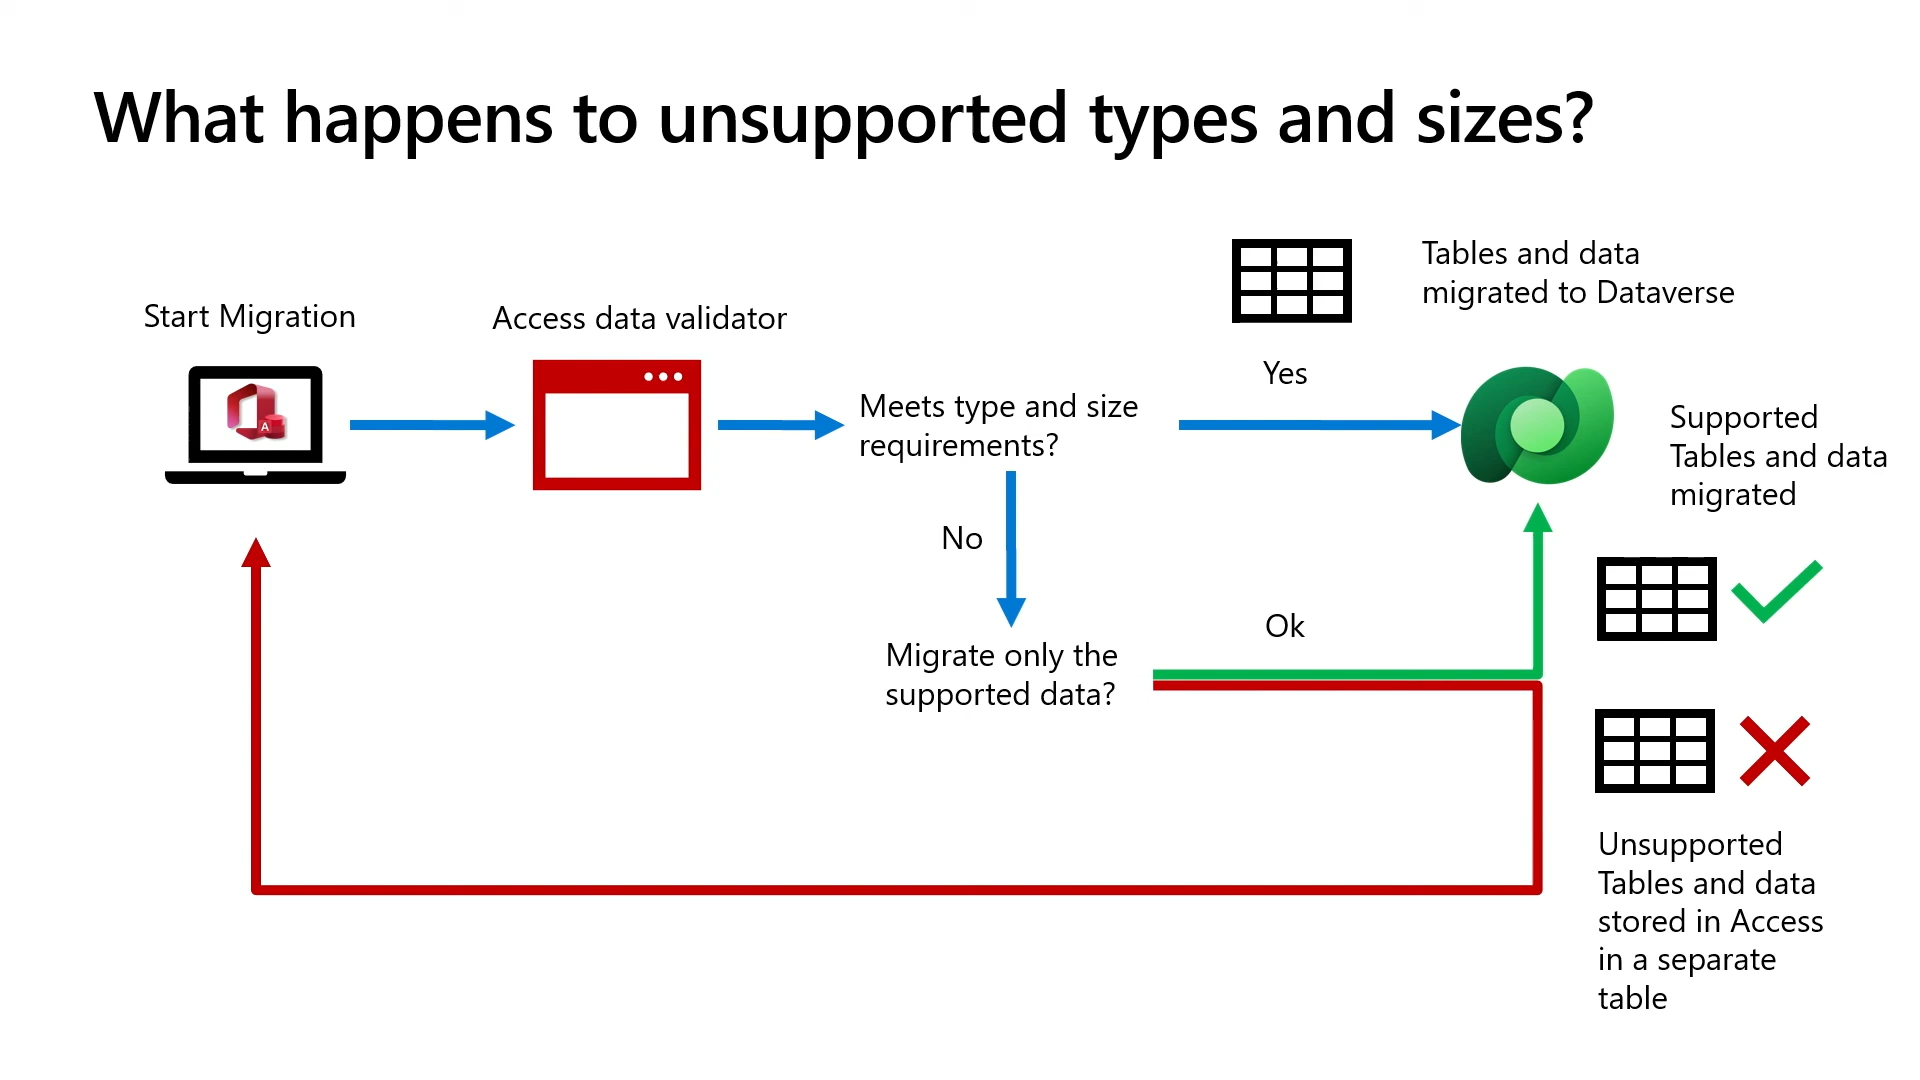 What happens to unsupported types and sizes?
Start Migration
Access data validator
A
Meets type and size
requirements?
Yes
Tables and data
migrated to Dataverse
Supported
Tables and data
migrated
No
Migrate only the
supported data?
Ok
Unsupported
Tables and data
stored in Access
in a separate
table